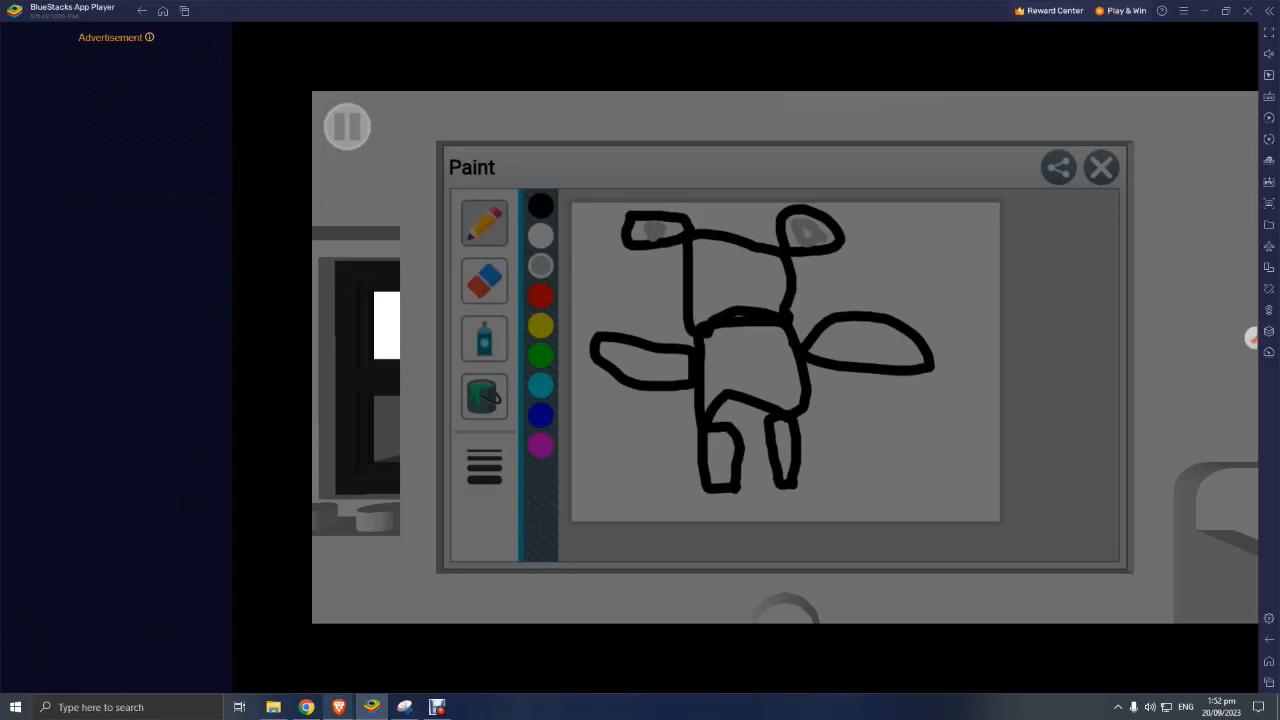 BlueStacks App Player
Reward Center
Play & Win
Advertisement
Paint
Type here to search
ENG
1:52 pm
20/09/2023